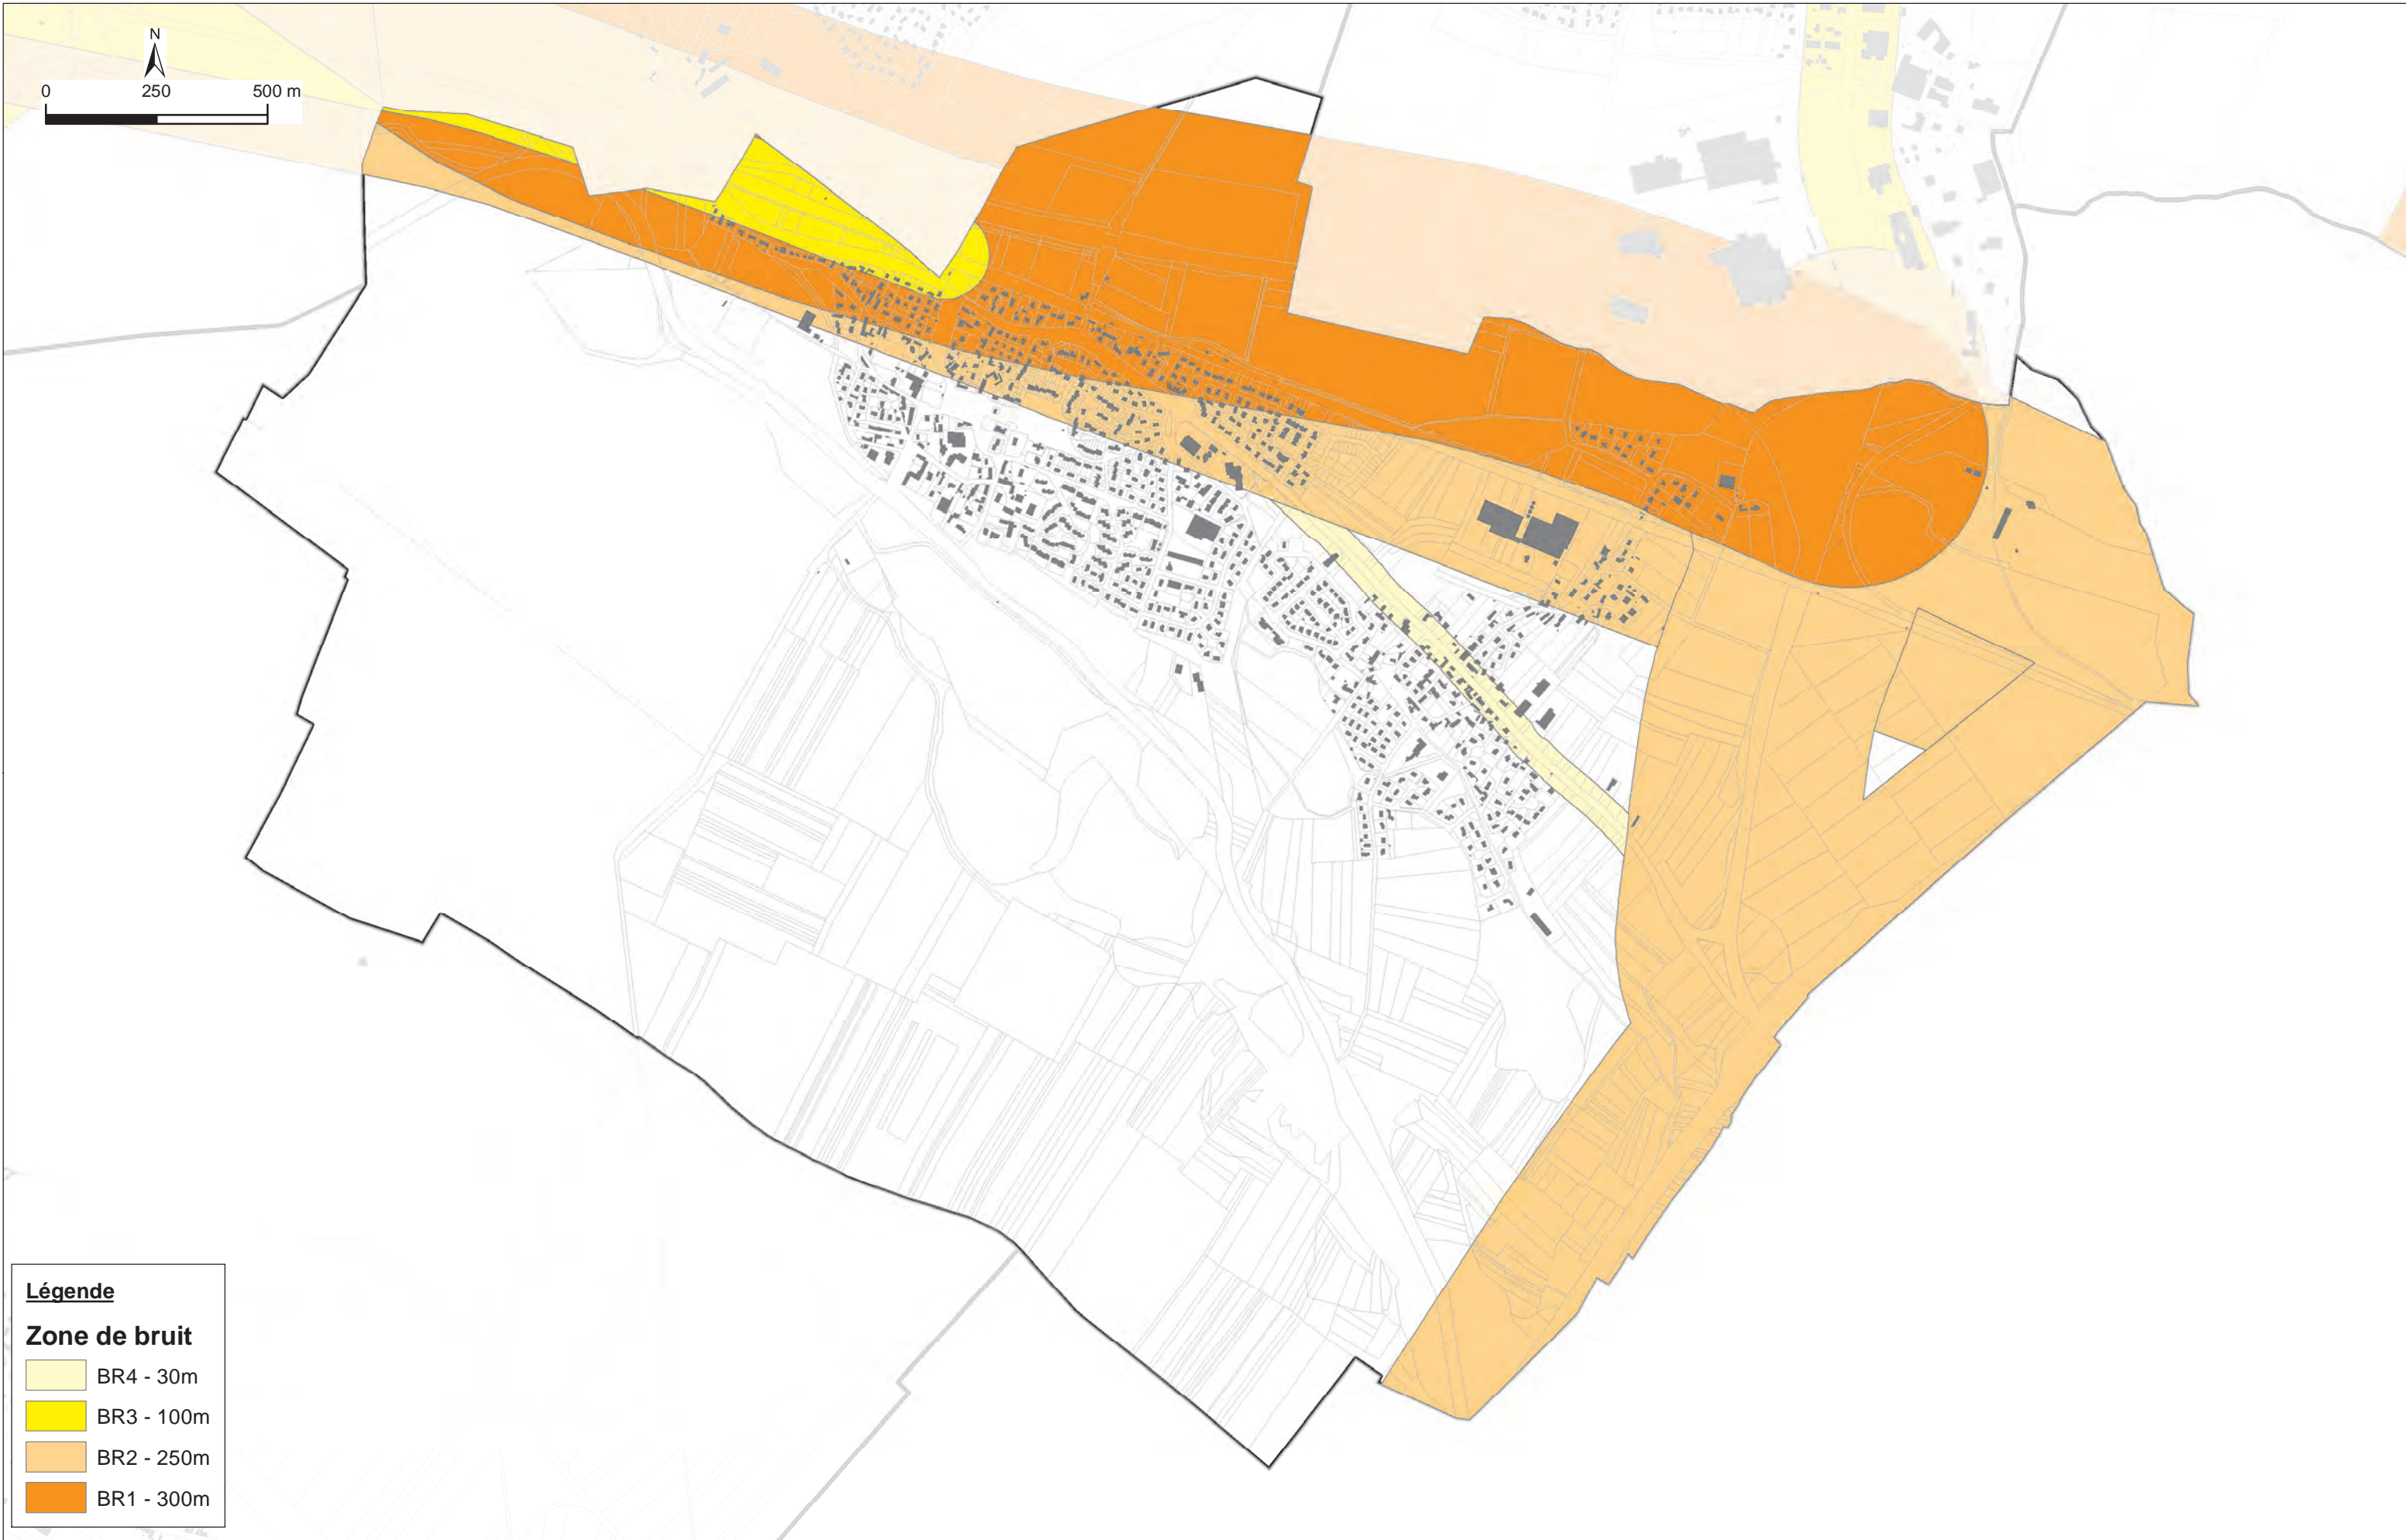 N
0 250 500 m
Légende
Zone de bruit
BR4 - 30m
BR3 - 100m
BR2 - 250m
BR1 - 300m